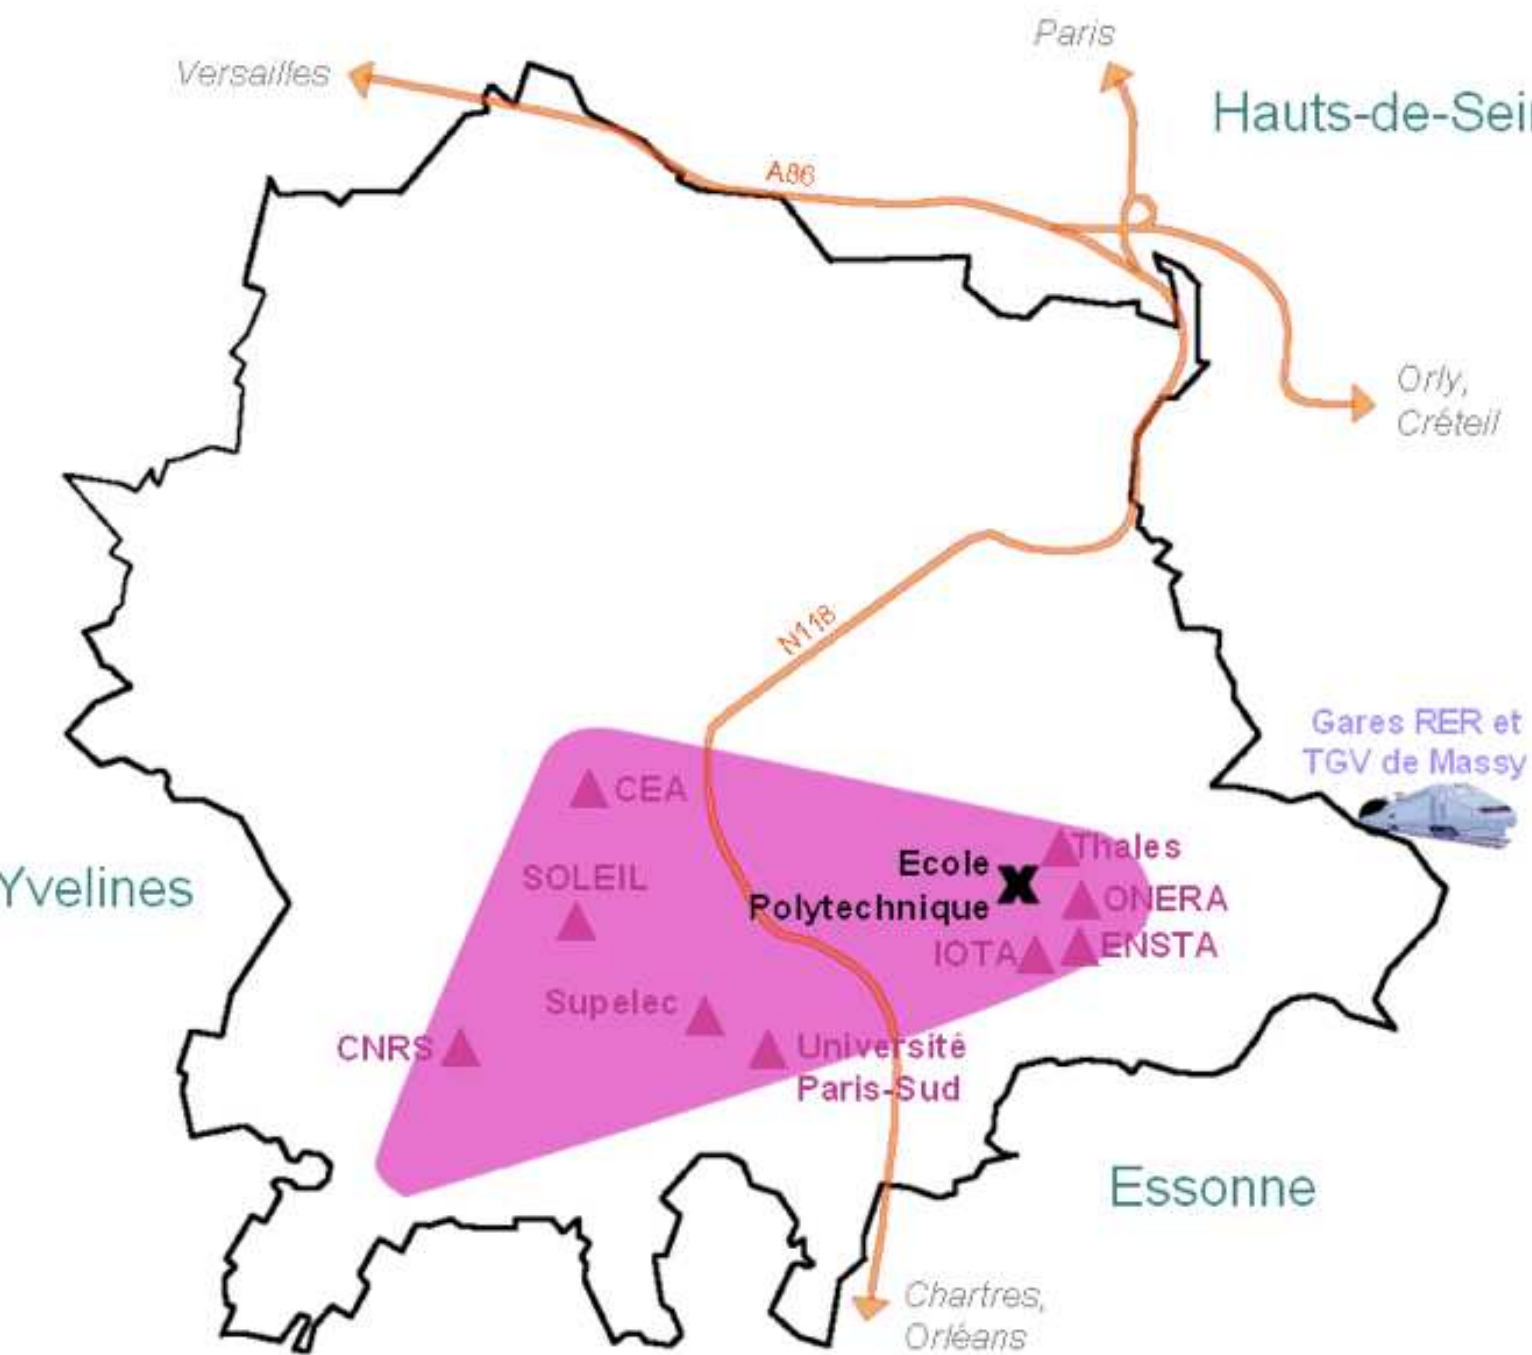 Paris
Versailles
Hauts-de-Sein
A86
Orly,
Créteil
N118
Gares RER et
TGV de Massy
CEA
Thales
Ecole
Polytechnique
SOLEIL
Yvelines
ONERA
ENSTA
IOTA
Supelec
CNRS
Université
Paris-Sud
Essonne
Chartres,
Orléans